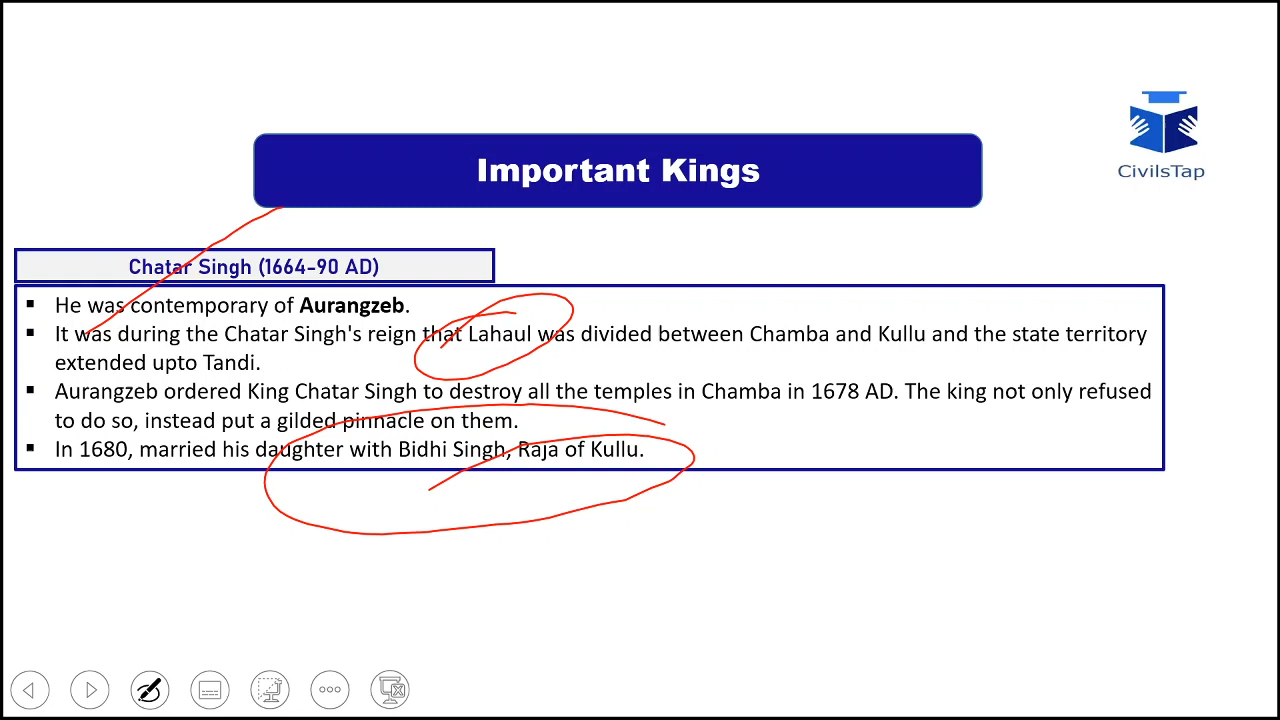 Important Kings
CivilsTap
Chatar Singh (1664-90 AD)
▪ He was contemporary of Aurangzeb.
▪ It was during the Chatar Singh's reign that Lahaul was divided between Chamba and Kullu and the state territory
extended upto Tandi.
▪ Aurangzeb ordered King Chatar Singh to destroy all the temples in Chamba in 1678 AD. The king not only refused
to do so, instead put a gilded pinnacle on them.
▪ In 1680, married his daughter with Bidhi Singh, Raja of Kullu.